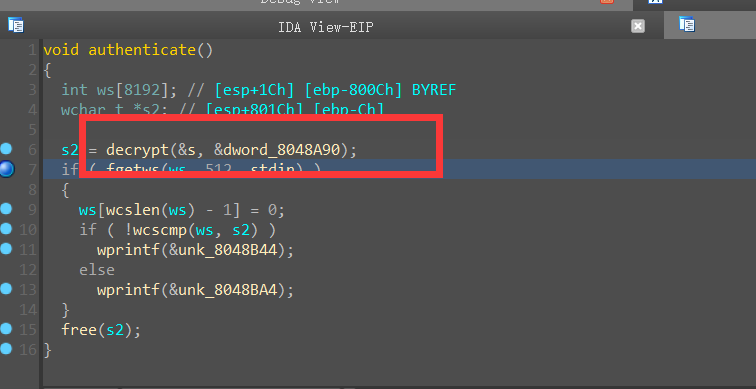 IDA View-EIP
1 void authenticate()
2 {
3 int ws[8192]; // [esp+1Ch] [ebp-800Ch] BYREF
4 wchar_t *s2; // [esp+801Ch] [ebp-Ch]
5
6 s2 = decrypt(&s, &dword_8048A90);
7 if ( fgetws(ws, 512, stdin) )
8 {
9 ws[wcslen(ws) - 1] = 0;
10 if ( !wcscmp(ws, s2) )
11 wprintf(&unk_8048B44);
12 else
13 wprintf(&unk_8048BA4);
14 }
15 free(s2);
16 }